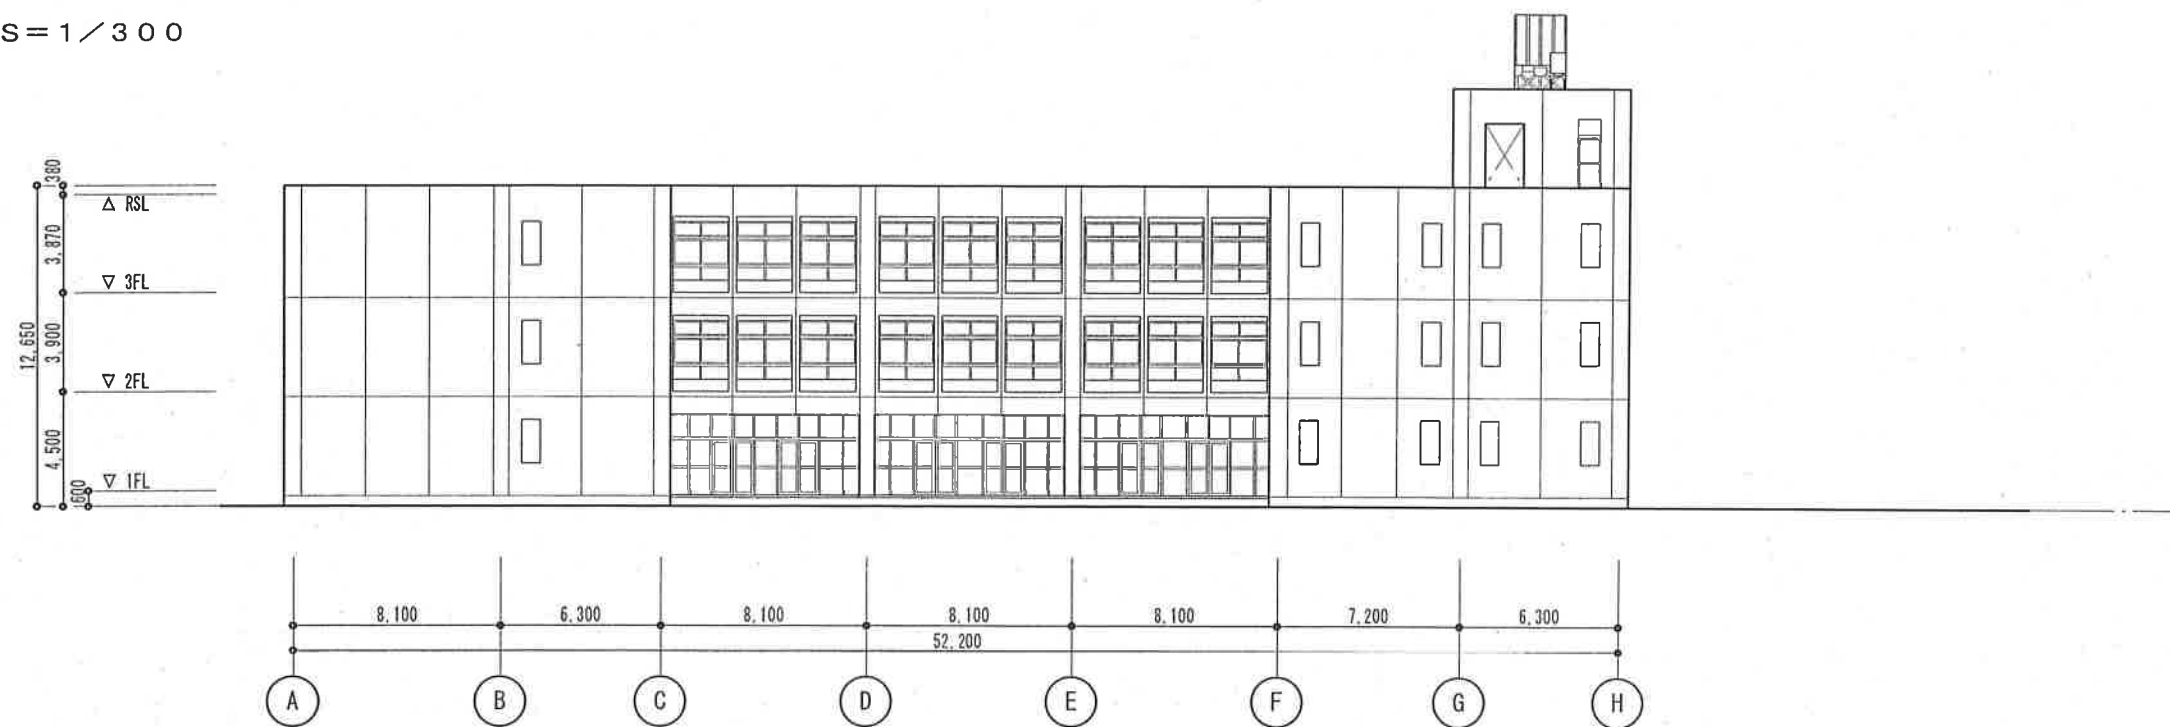 S=1/300
380
△ RSL
3,870
▽ 3FL
12,650
3,900
▽ 2FL
4,500
▽ 1FL
600
8,100
6,300
8,100
8,100
8,100
7,200
6,300
52,200
A
B
C
D
E
F
G
H